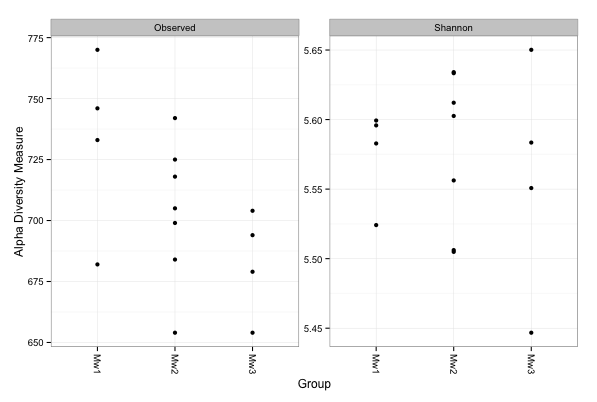 Observed
Shannon
775
750
725
700
675
650
5.65
5.60
5.55
5.50
5.45
Alpha Diversity Measure
Mw1
Mw2
Mw3
Mw1
Mw2
Mw3
Group